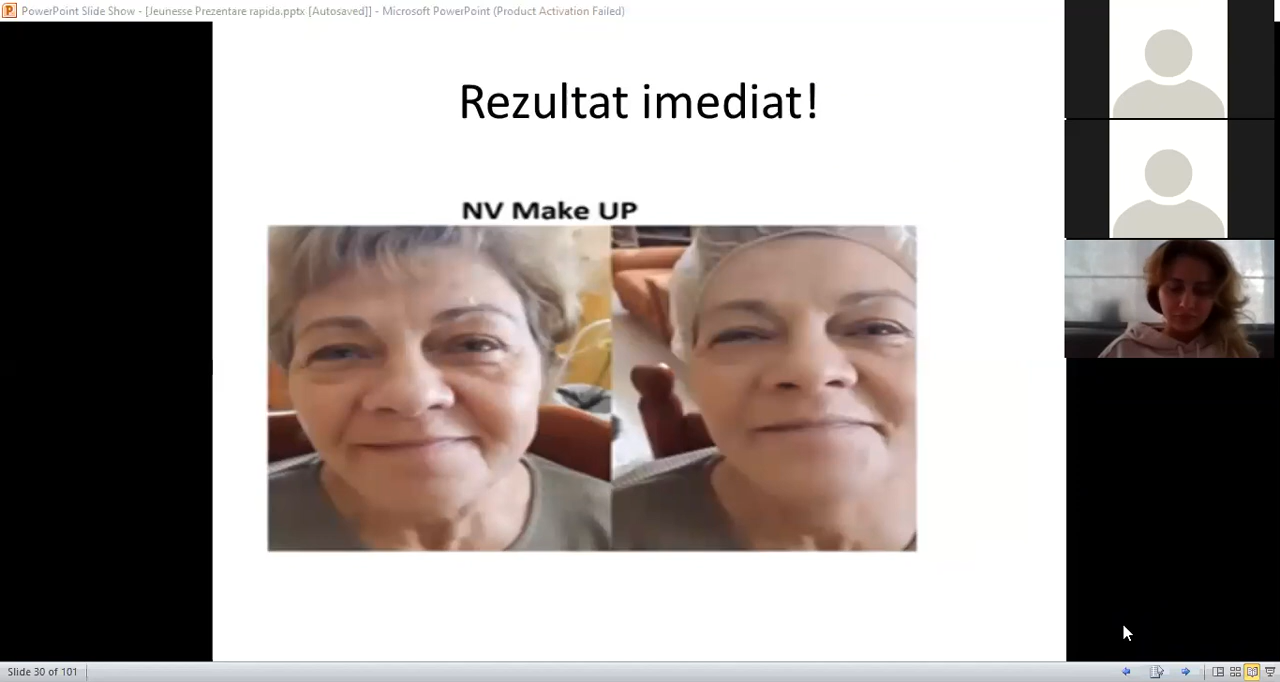 PowerPoint Slide Show - [Jeunesse Prezentare rapida.pptx [Autosaved]] - Microsoft PowerPoint (Product Activation Failed)
Rezultat imediat!
NV Make UP
Slide 30 of 101